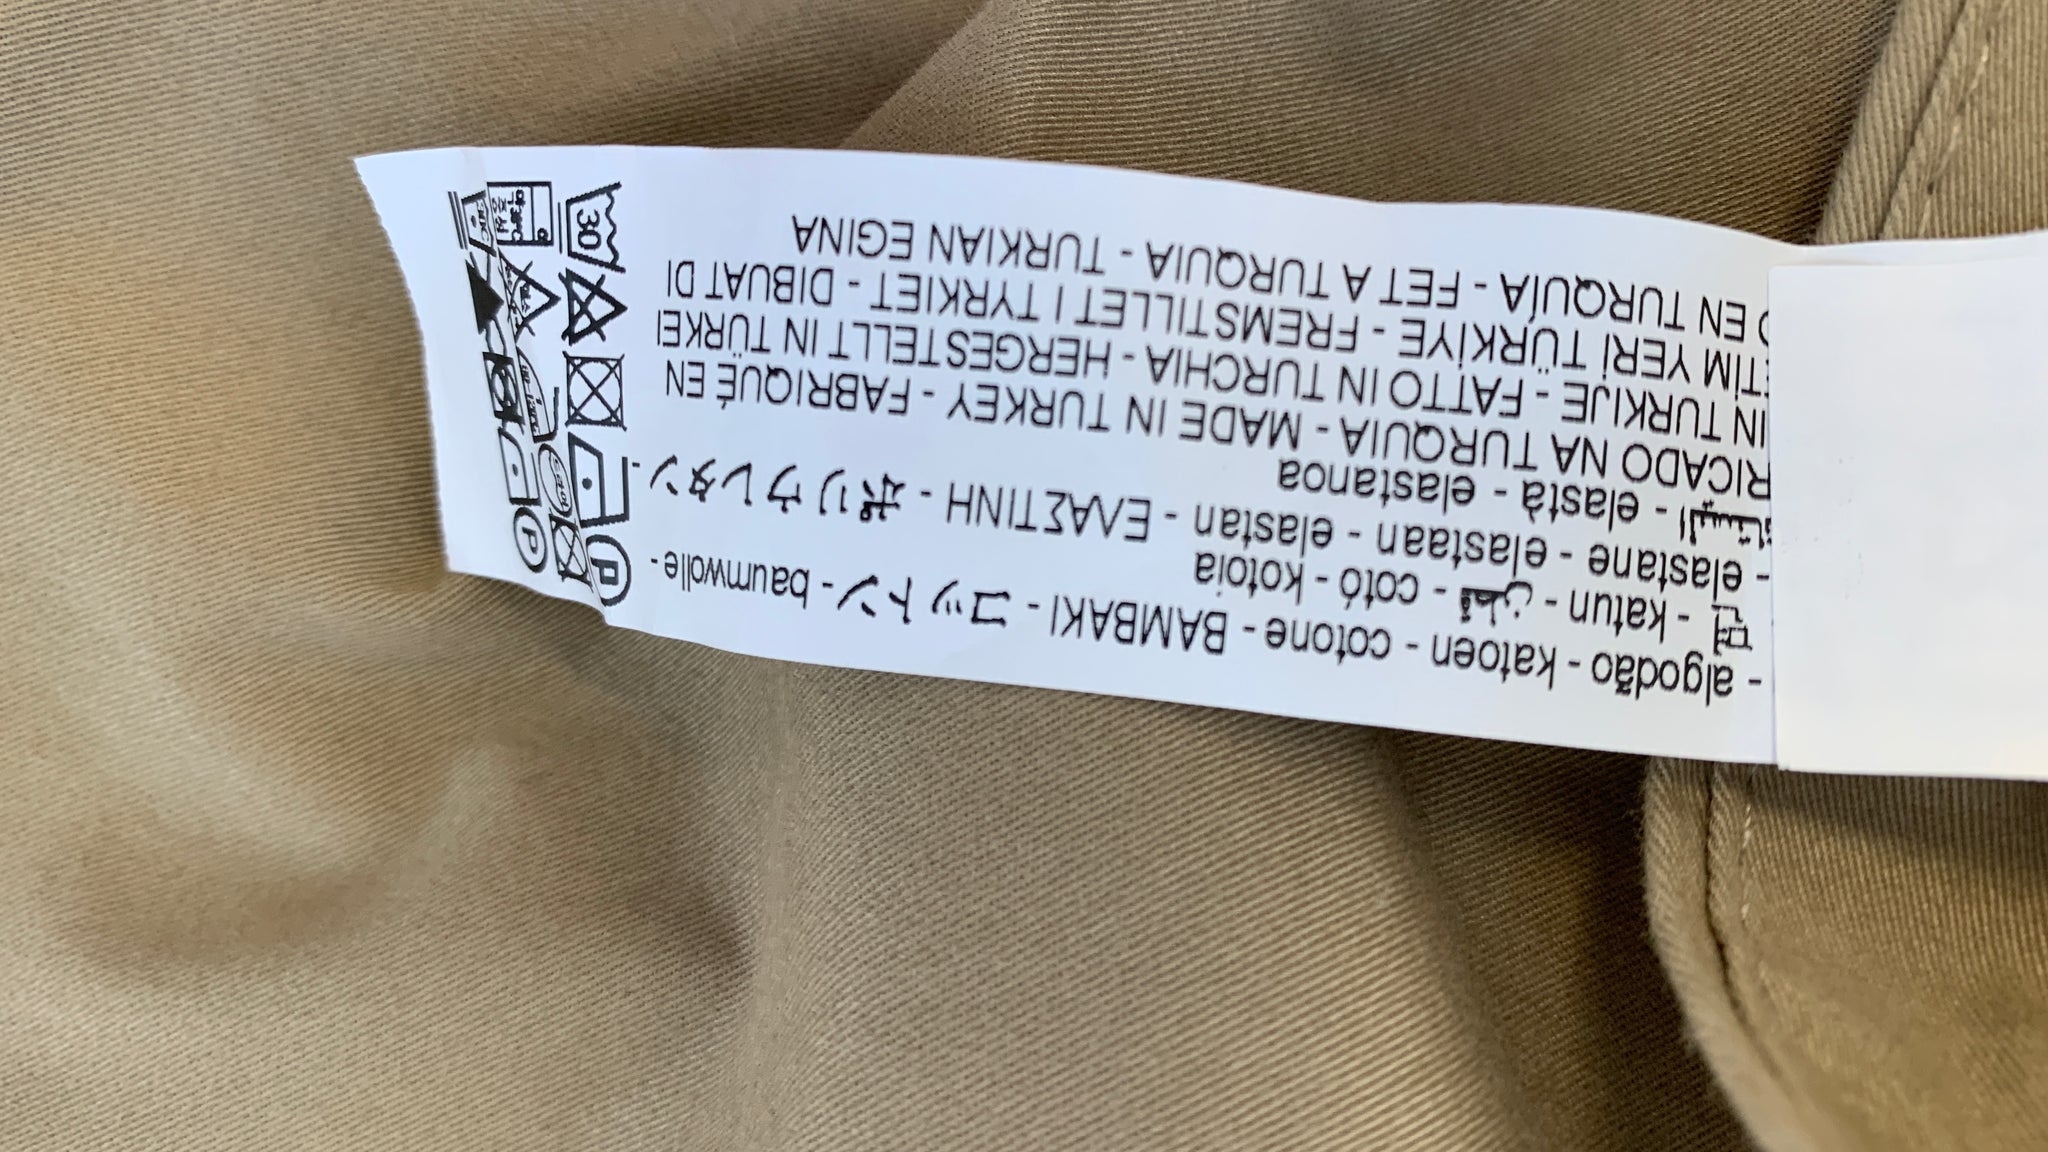 - algodão - katoen - cotone - BAMBAKI - コットン - baumwolle -
- katun - قطن - cotó - kotoia
- elastane - elastaan - elastan - ΕΛΑΣΤΙΝΗ - ポリウレタン -
- elastà - elastanoa
RICADO NA TURQUIA - MADE IN TURKEY - FABRIQUÉ EN
IN TURKIJE - FATTO IN TURCHIA - HERGESTELLT IN TÜRKEI
ETİM YERİ TÜRKİYE - FREMSTILLET I TYRKIET - DIBUAT DI
O EN TURQUÍA - FET A TURQUIA - TURKIAN EGINA
30
P
P